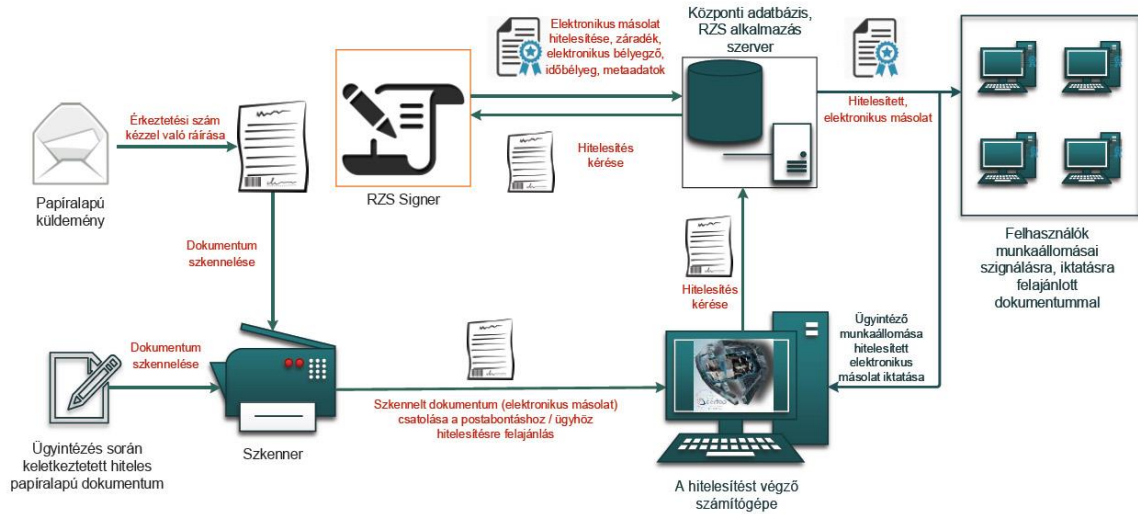 Elektronikus másolat
hitelesítése, záradék,
elektronikus bélyegző,
időbélyeg, metaadatok
Központi adatbázis,
RZS alkalmazás
szerver
Érkeztetési szám
kézzel való ráírása
Hitelesítés
kérése
Hitelesített,
elektronikus másolat
Papíralapú
küldemény
RZS Signer
Felhasználók
munkaállomásai
szignálásra, iktatásra
felajánlott
dokumentummal
Dokumentum
szkennelése
Hitelesítés
kérése
Ügyintéző
munkaállomása
hitelesített
elektronikus
másolat iktatása
Dokumentum
szkennelése
Szkennelt dokumentum (elektronikus másolat)
csatolása a postabontáshoz / ügyhöz
hitelesítésre felajánlás
Ügyintézés során
keletkeztetett hiteles
papíralapú dokumentum
Szkenner
A hitelesítést végző
számítógépe